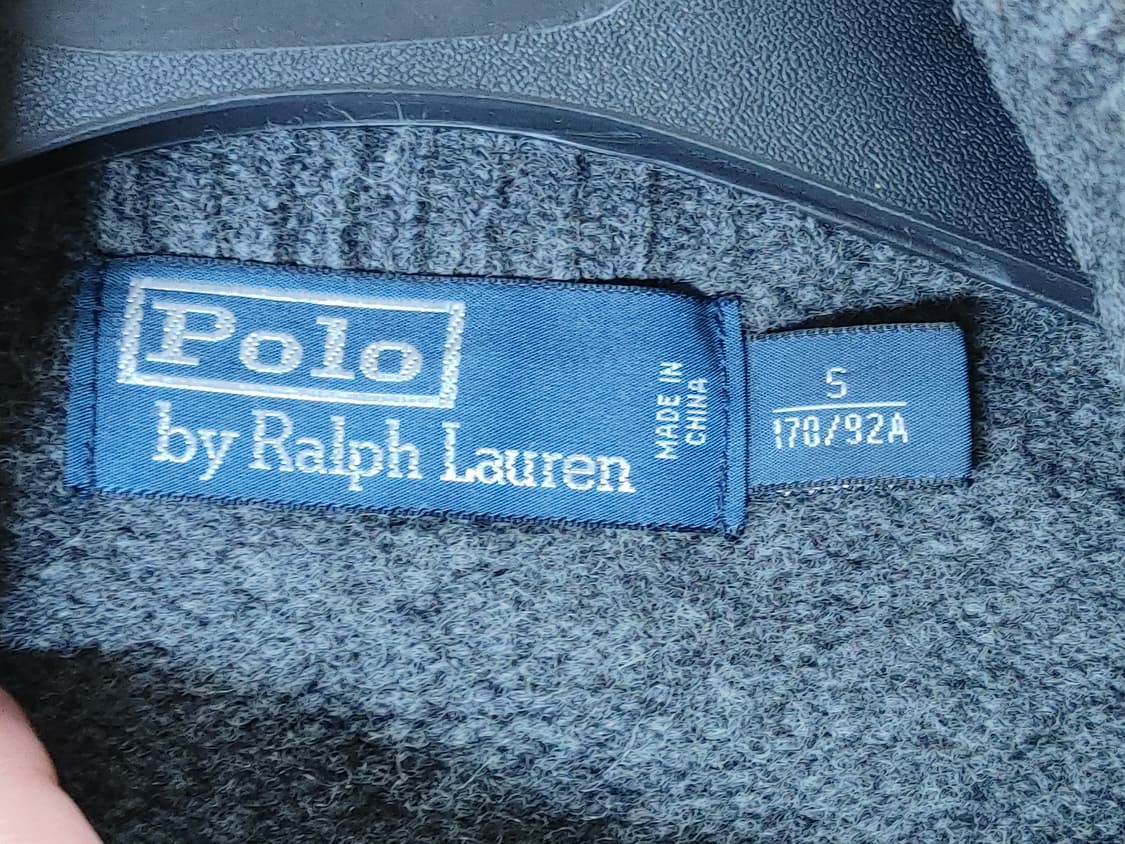 Polo
by Ralph Lauren
MADE IN
CHINA
S
170/92A